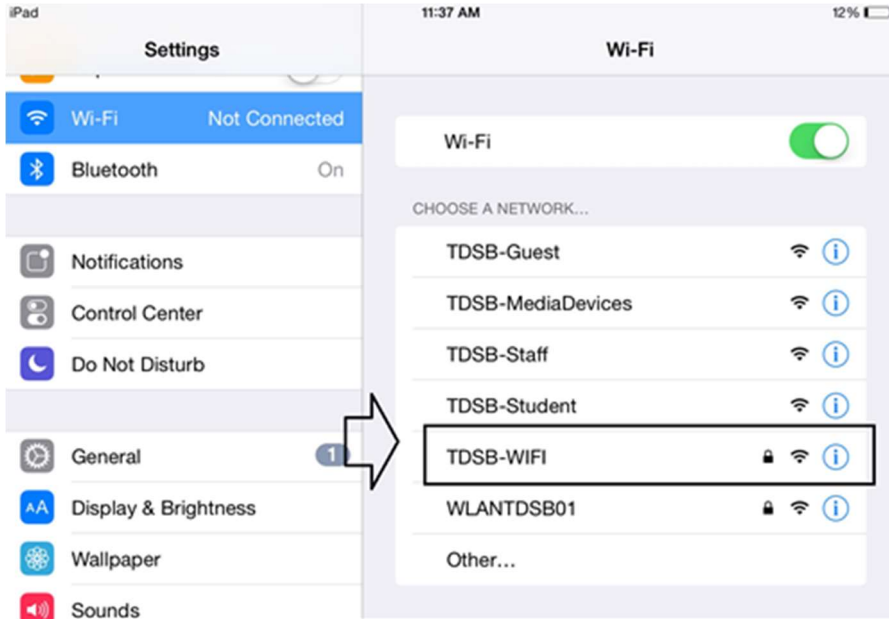 iPad
11:37 AM
12%
Settings
Wi-Fi Not Connected
Bluetooth On
Notifications
Control Center
Do Not Disturb
General 1
AA Display & Brightness
Wallpaper
Sounds
Wi-Fi
Wi-Fi
CHOOSE A NETWORK...
TDSB-Guest
TDSB-MediaDevices
TDSB-Staff
TDSB-Student
TDSB-WIFI
WLANTDSB01
Other...